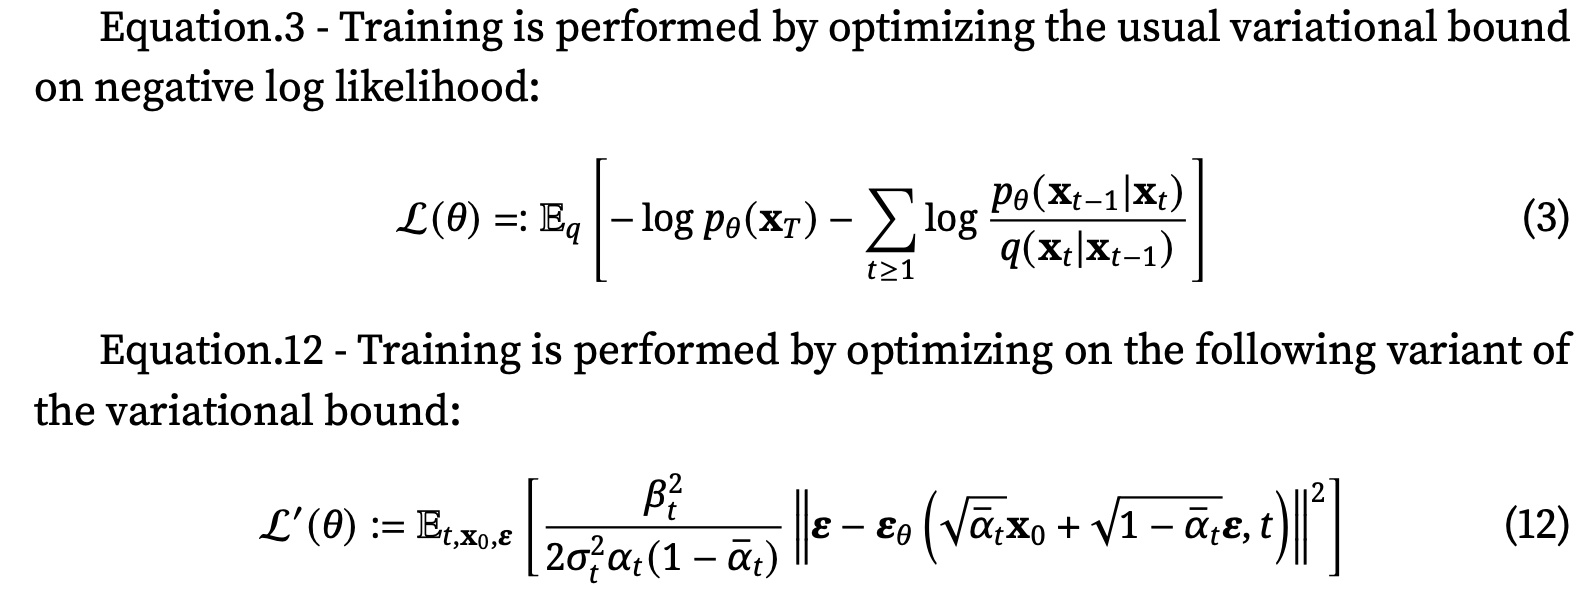 Equation.3 - Training is performed by optimizing the usual variational bound
on negative log likelihood:
ℒ(θ) =: 𝔼_q [ − log p_θ(𝐱_T) − ∑_{t≥1} log \frac{p_θ(𝐱_{t−1}|𝐱_t)}{q(𝐱_t|𝐱_{t−1})} ] (3)
Equation.12 - Training is performed by optimizing on the following variant of
the variational bound:
ℒ′(θ) := 𝔼_{t,𝐱_0,𝜺} [ \frac{β_t^2}{2σ_t^2 α_t(1 − ᾱ_t)} ‖𝜺 − 𝜺_θ (√{ᾱ_t}𝐱_0 + √{1 − ᾱ_t}𝜺, t)‖^2 ] (12)